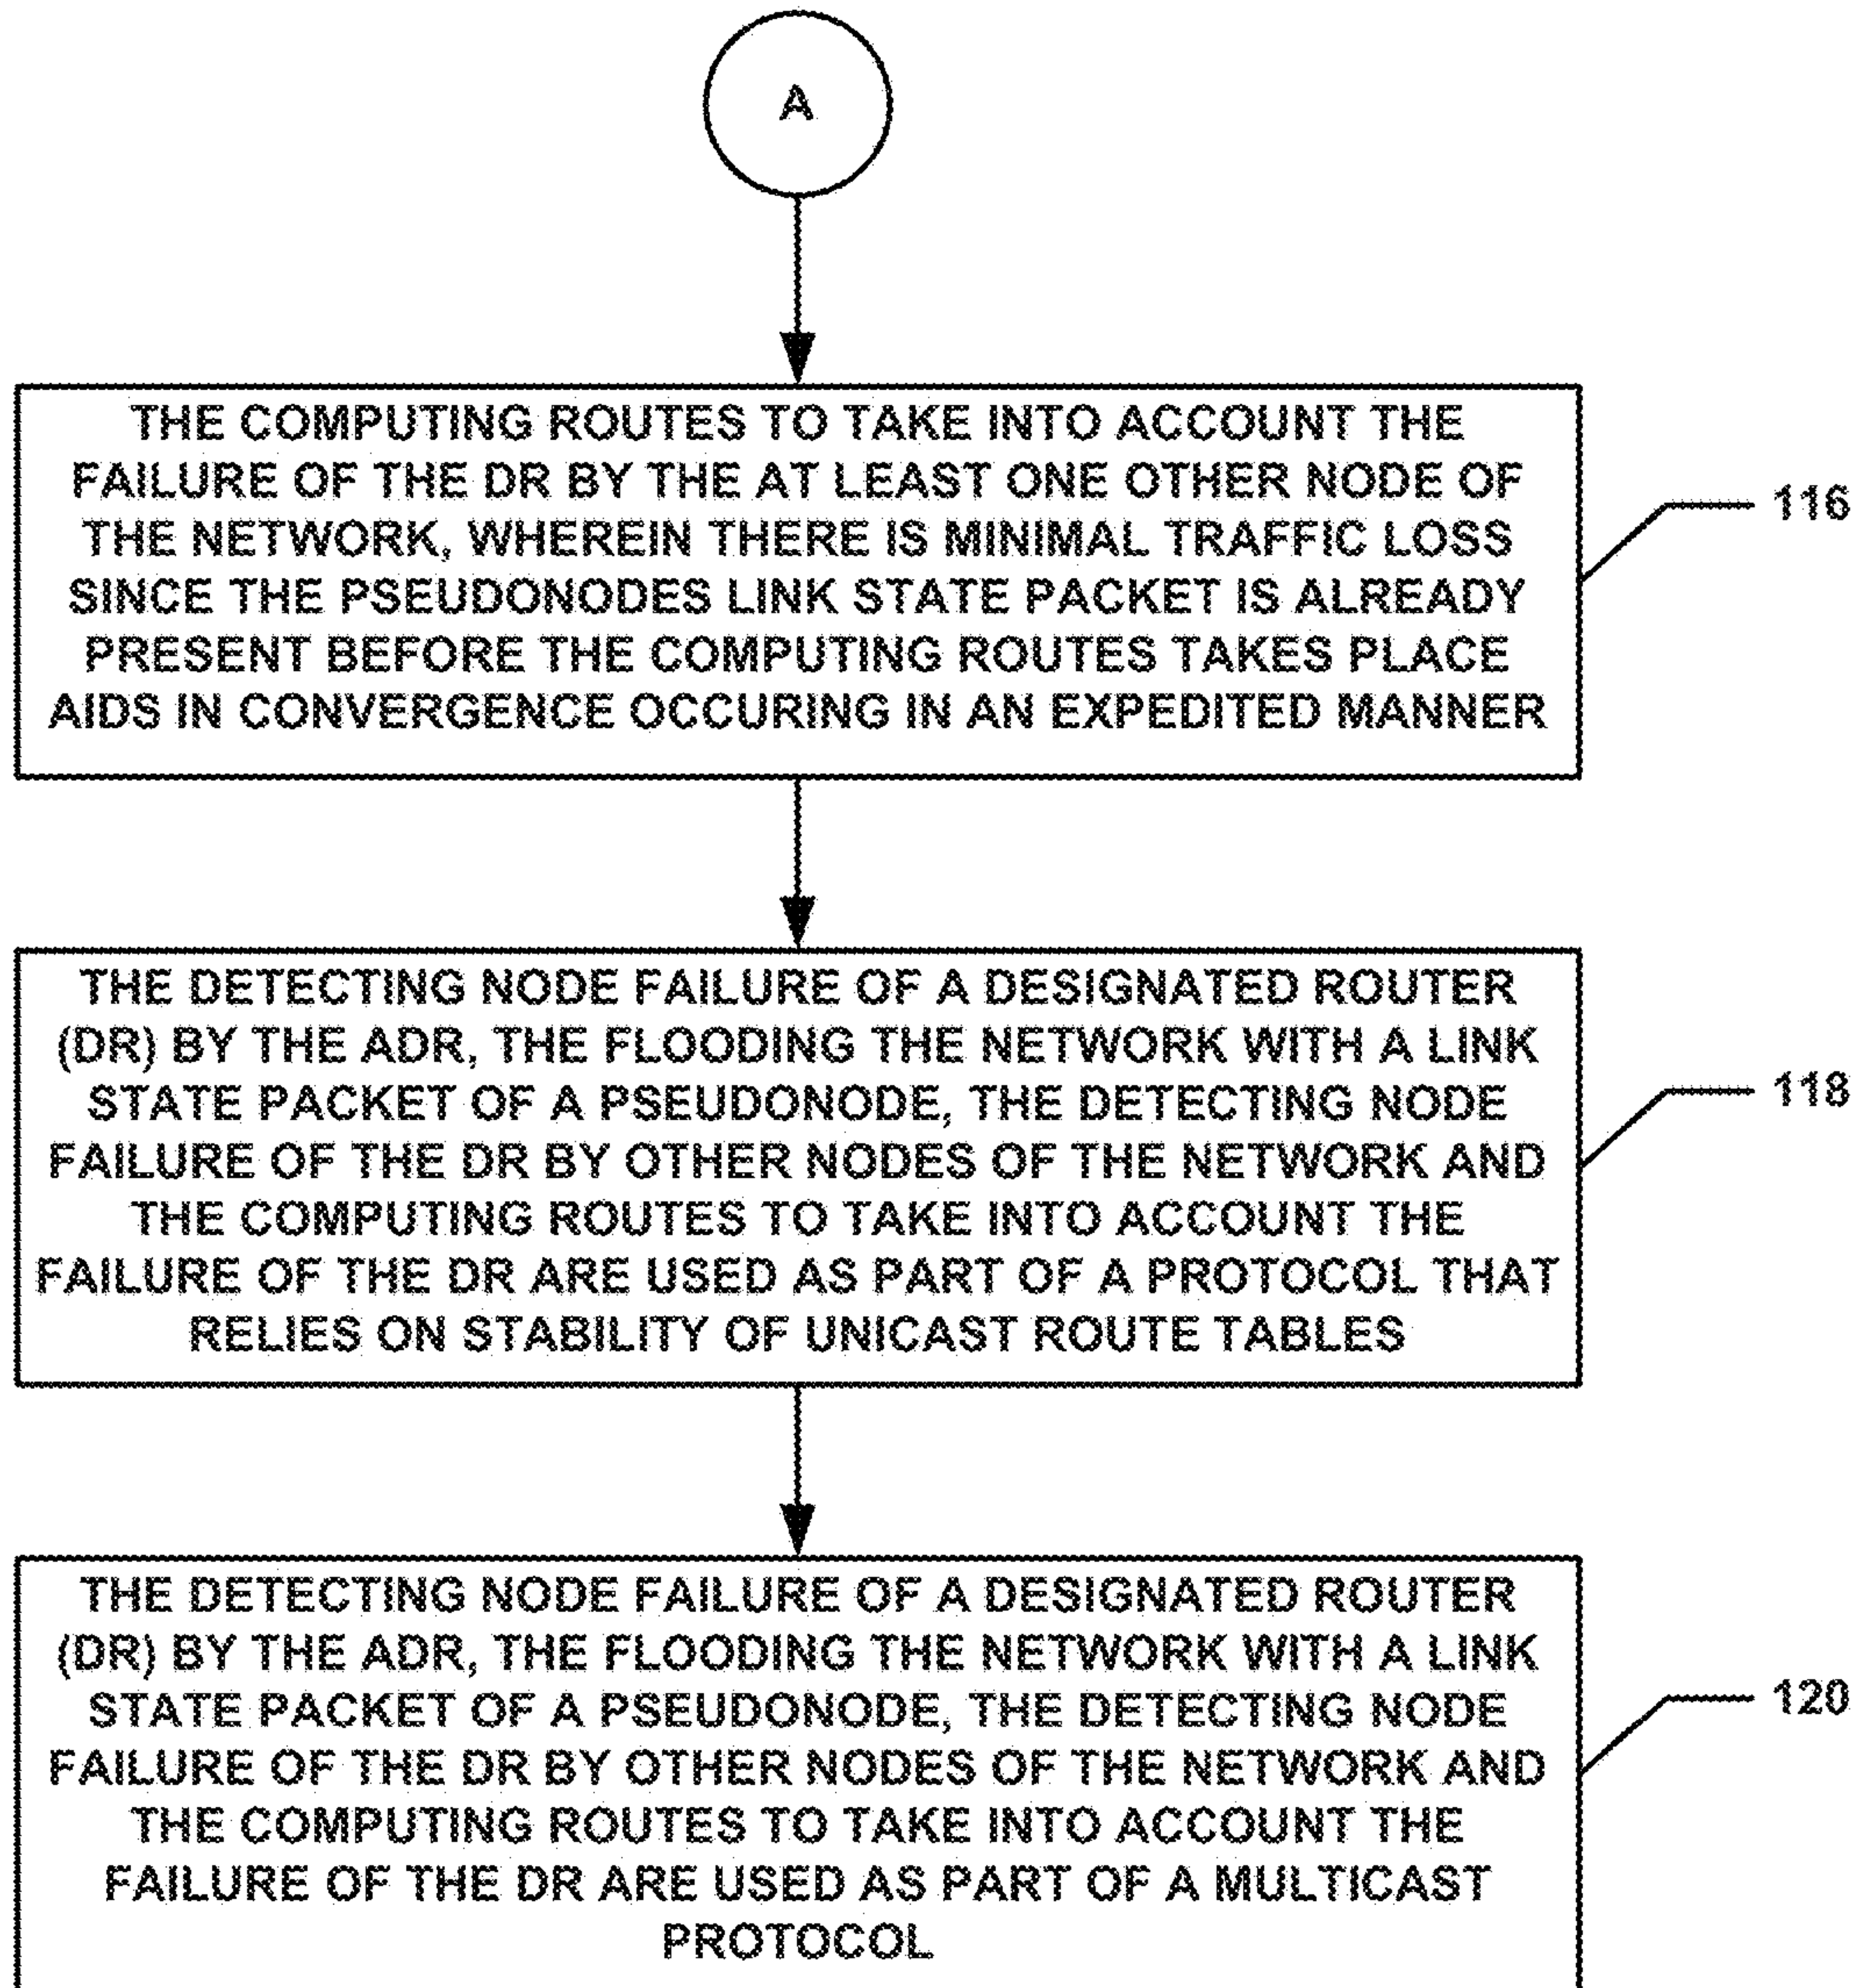 A
THE COMPUTING ROUTES TO TAKE INTO ACCOUNT THE
FAILURE OF THE DR BY THE AT LEAST ONE OTHER NODE OF
THE NETWORK, WHEREIN THERE IS MINIMAL TRAFFIC LOSS
SINCE THE PSEUDONODES LINK STATE PACKET IS ALREADY
PRESENT BEFORE THE COMPUTING ROUTES TAKES PLACE
AIDS IN CONVERGENCE OCCURING IN AN EXPEDITED MANNER
116
THE DETECTING NODE FAILURE OF A DESIGNATED ROUTER
(DR) BY THE ADR, THE FLOODING THE NETWORK WITH A LINK
STATE PACKET OF A PSEUDONODE, THE DETECTING NODE
FAILURE OF THE DR BY OTHER NODES OF THE NETWORK AND
THE COMPUTING ROUTES TO TAKE INTO ACCOUNT THE
FAILURE OF THE DR ARE USED AS PART OF A PROTOCOL THAT
RELIES ON STABILITY OF UNICAST ROUTE TABLES
118
THE DETECTING NODE FAILURE OF A DESIGNATED ROUTER
(DR) BY THE ADR, THE FLOODING THE NETWORK WITH A LINK
STATE PACKET OF A PSEUDONODE, THE DETECTING NODE
FAILURE OF THE DR BY OTHER NODES OF THE NETWORK AND
THE COMPUTING ROUTES TO TAKE INTO ACCOUNT THE
FAILURE OF THE DR ARE USED AS PART OF A MULTICAST
PROTOCOL
120